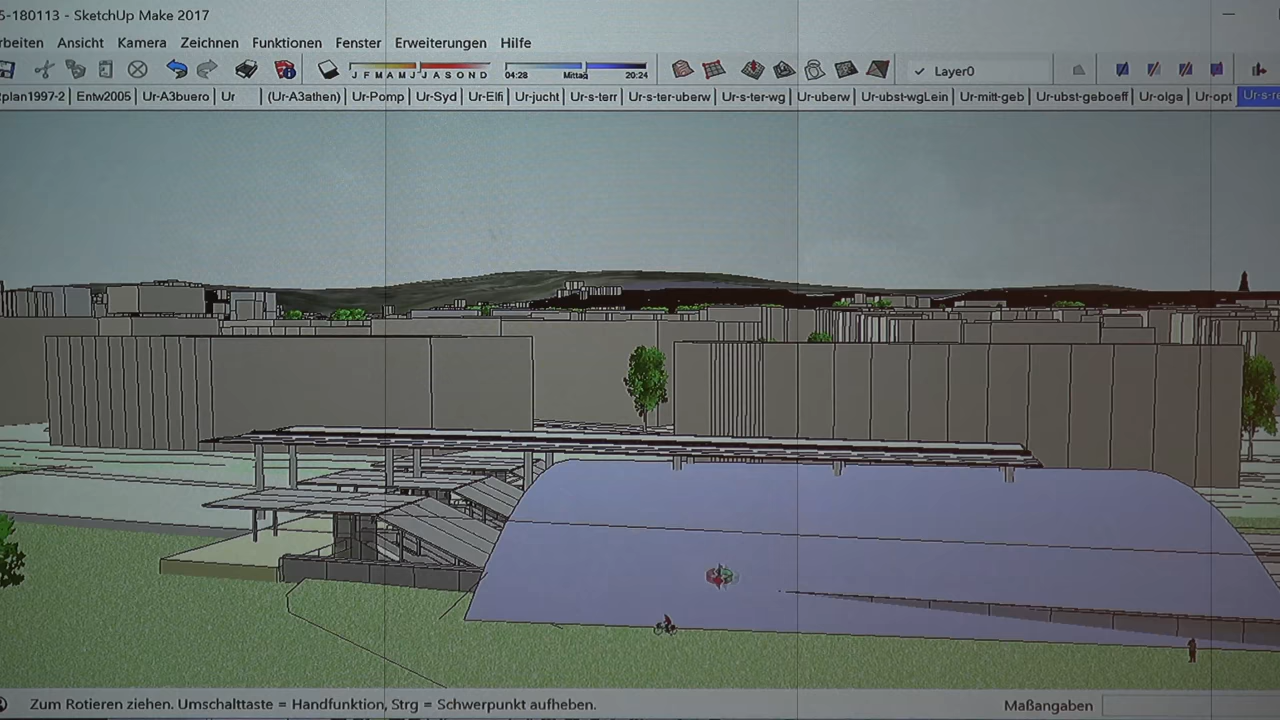 5-180113 - SketchUp Make 2017
rbeiten Ansicht Kamera Zeichnen Funktionen Fenster Erweiterungen Hilfe
J F M A M J J A S O N D 04:28 Mittag 20:24 Layer0
plan1997-2 Entw2005 Ur-A3buero Ur (Ur-A3athen) Ur-Pomp Ur-Syd Ur-Elfi Ur-jucht Ur-s-terr Ur-s-ter-uberw Ur-s-ter-wg Ur-uberw Ur-ubst-wgLein Ur-mitt-geb Ur-ubst-geboeff Ur-olga Ur-opt Ur-s-re
Zum Rotieren ziehen. Umschalttaste = Handfunktion, Strg = Schwerpunkt aufheben. Maßangaben